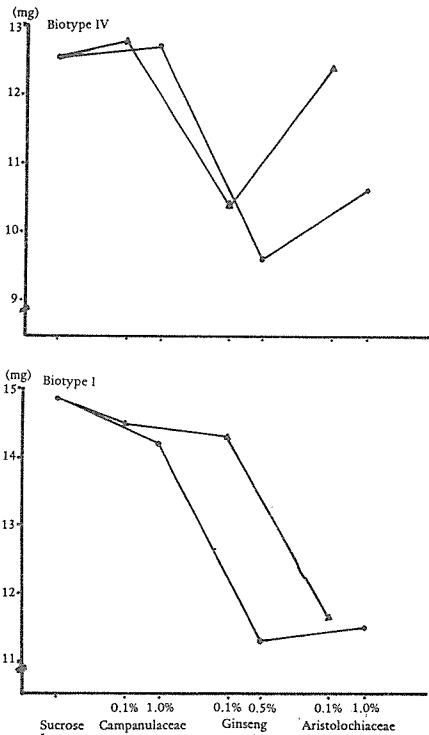 (mg)
13
Biotype IV
12
11
10
9
(mg)
15
Biotype I
14
13
12
11
0.1% 1.0% 0.1% 0.5% 0.1% 1.0%
Sucrose Campanulaceae Ginseng Aristolochiaceae